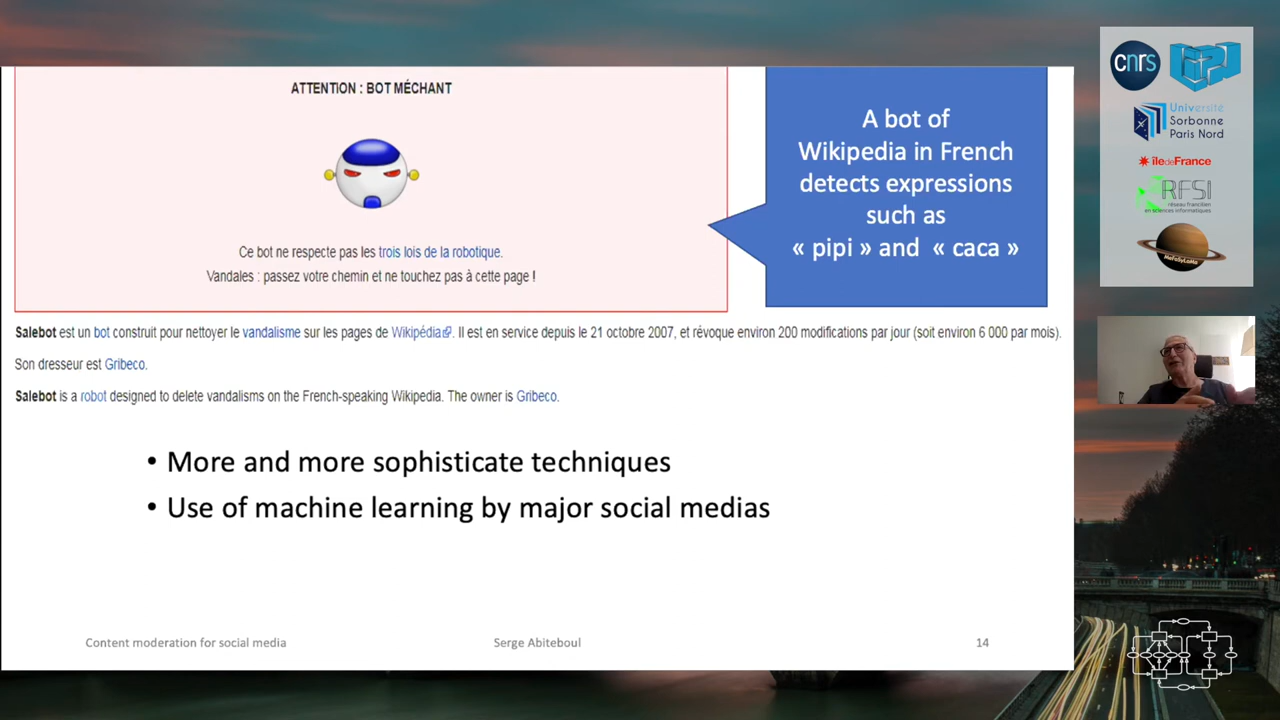 ATTENTION : BOT MÉCHANT
Ce bot ne respecte pas les trois lois de la robotique.
Vandales : passez votre chemin et ne touchez pas à cette page !
A bot of
Wikipedia in French
detects expressions
such as
« pipi » and « caca »
Salebot est un bot construit pour nettoyer le vandalisme sur les pages de Wikipédia. Il est en service depuis le 21 octobre 2007, et révoque environ 200 modifications par jour (soit environ 6 000 par mois).
Son dresseur est Gribeco.
Salebot is a robot designed to delete vandalisms on the French-speaking Wikipedia. The owner is Gribeco.
• More and more sophisticate techniques
• Use of machine learning by major social medias
Content moderation for social media
Serge Abiteboul
14
cnrs
Université
Sorbonne
Paris Nord
îledeFrance
RFSI
réseau francilien
en sciences informatiques
MeFoSyLoMa